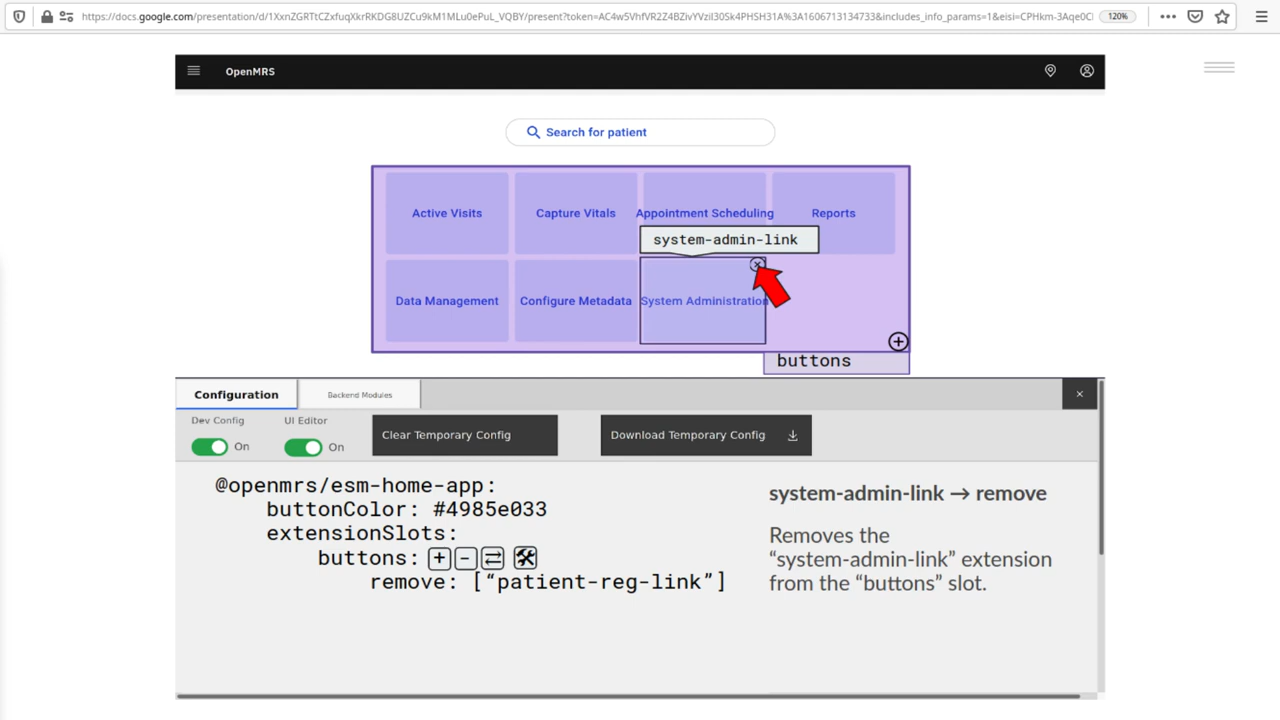 https://docs.google.com/presentation/d/1XxnZGRTtCZxfuqXkrRKDG8UZCu9kM1MLu0ePuL_VQBY/present?token=AC4w5VhfVR2Z4BZivYVzil30Sk4PHSH31A%3A1606713134733&includes_info_params=1&eisi=CPHkm-3Aqe0C
120%
OpenMRS
Search for patient
Active Visits
Capture Vitals
Appointment Scheduling
Reports
system-admin-link
Data Management
Configure Metadata
System Administration
buttons
Configuration
Backend Modules
Dev Config
UI Editor
On
On
Clear Temporary Config
Download Temporary Config
@openmrs/esm-home-app:
buttonColor: #4985e033
extensionSlots:
buttons:
remove: [“patient-reg-link”]
system-admin-link → remove
Removes the
“system-admin-link” extension
from the “buttons” slot.